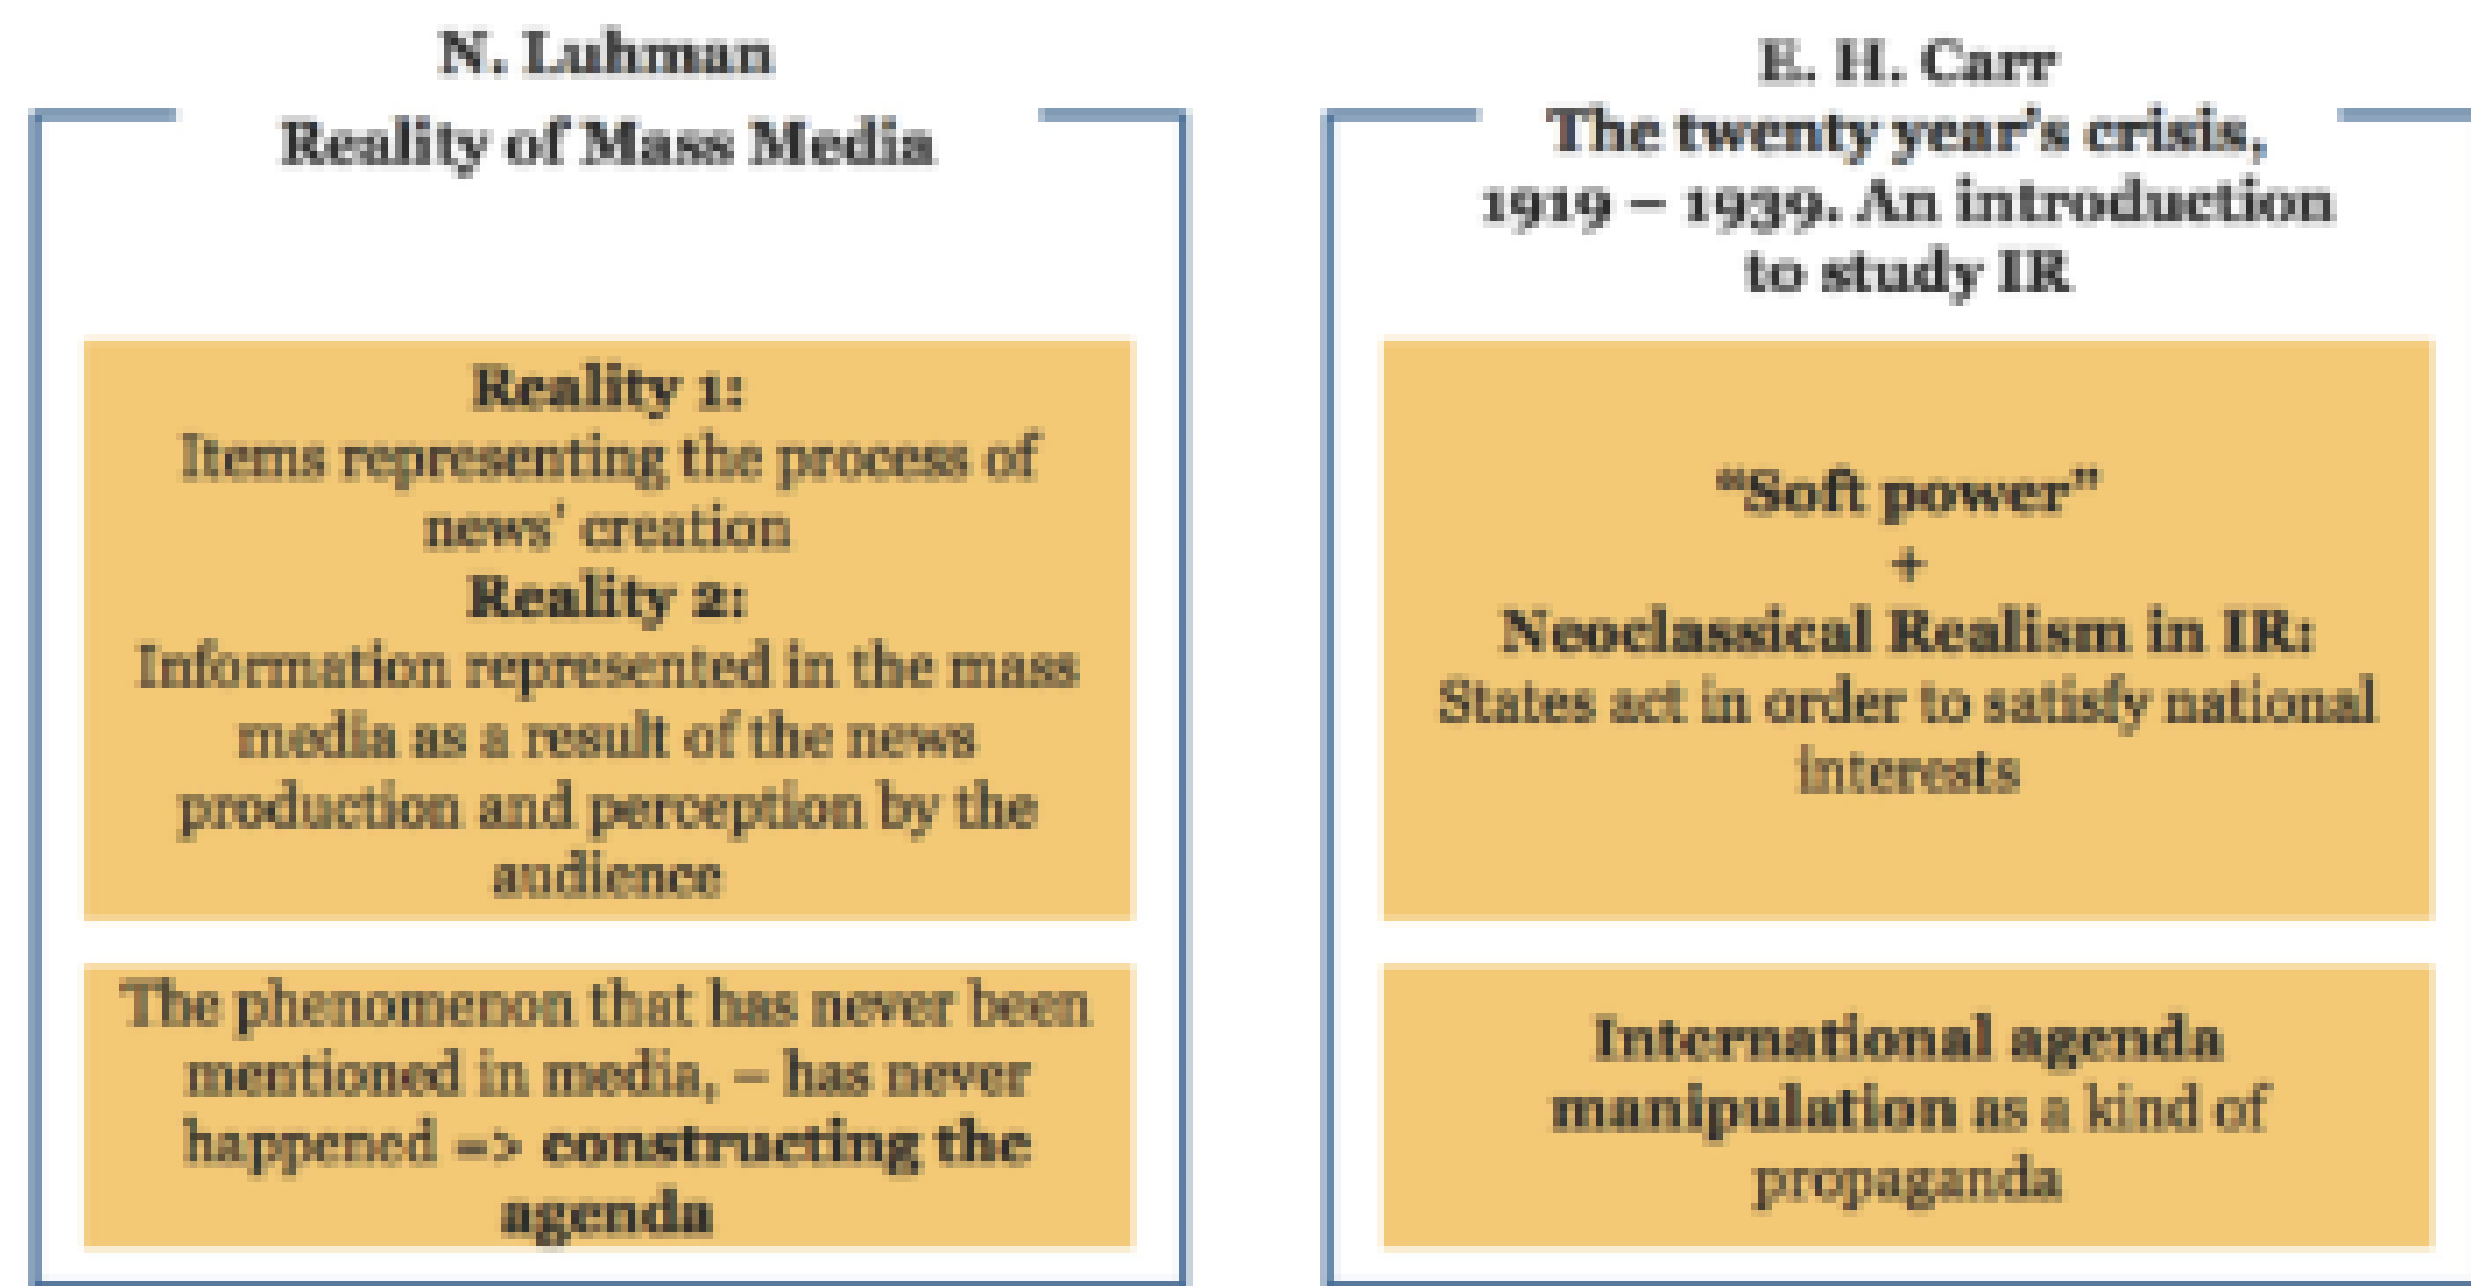 N. Luhman
Reality of Mass Media
Reality 1:
Items representing the process of
news' creation
Reality 2:
Information represented in the mass
media as a result of the news
production and perception by the
audience
The phenomenon that has never been
mentioned in media, – has never
happened –> constructing the
agenda
E. H. Carr
The twenty year's crisis,
1919 – 1939. An introduction
to study IR
“Soft power”
+
Neoclassical Realism in IR:
States act in order to satisfy national
interests
International agenda
manipulation as a kind of
propaganda